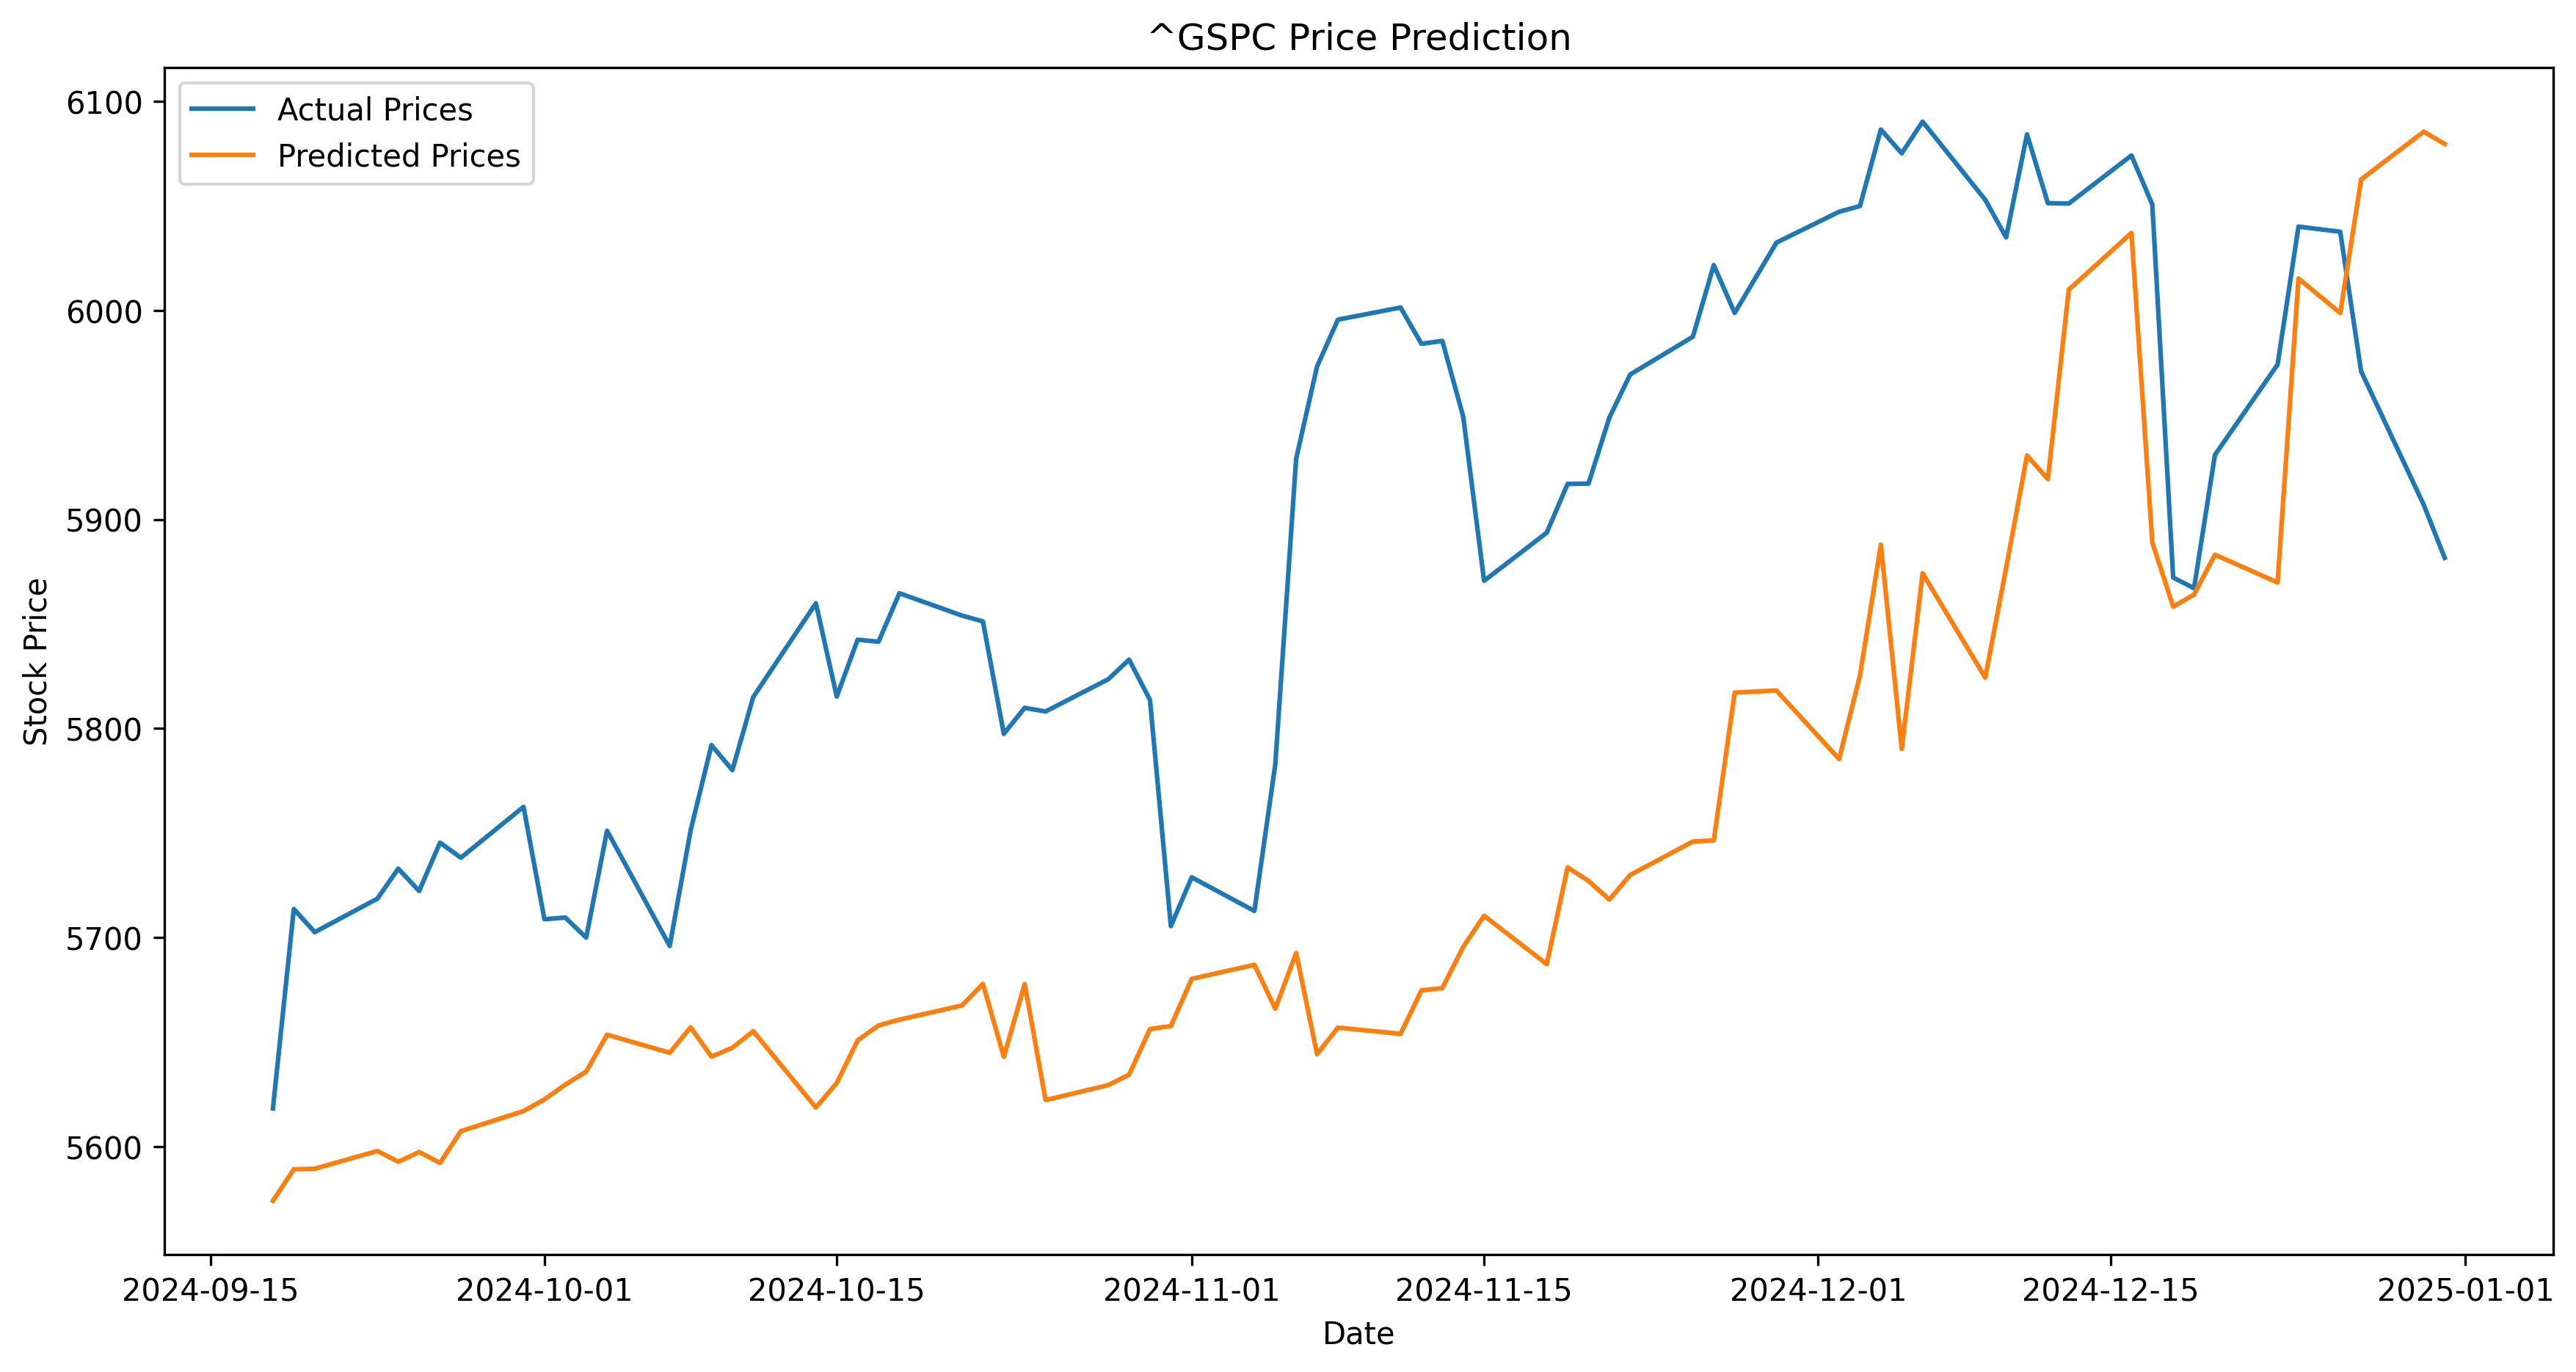 ^GSPC Price Prediction
Actual Prices
Predicted Prices
6100
6000
5900
5800
5700
5600
Stock Price
2024-09-15
2024-10-01
2024-10-15
2024-11-01
2024-11-15
2024-12-01
2024-12-15
2025-01-01
Date